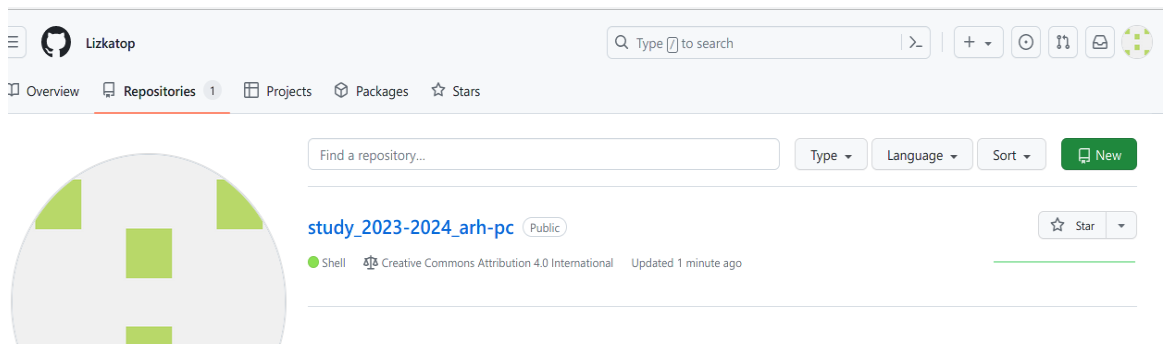 Lizkatop
Type / to search
Overview Repositories 1 Projects Packages Stars
Find a repository... Type Language Sort New
study_2023-2024_arh-pc Public Star
Shell Creative Commons Attribution 4.0 International Updated 1 minute ago